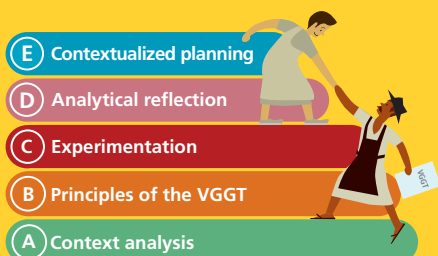 E Contextualized planning
D Analytical reflection
C Experimentation
B Principles of the VGGT
VGGT
A Context analysis